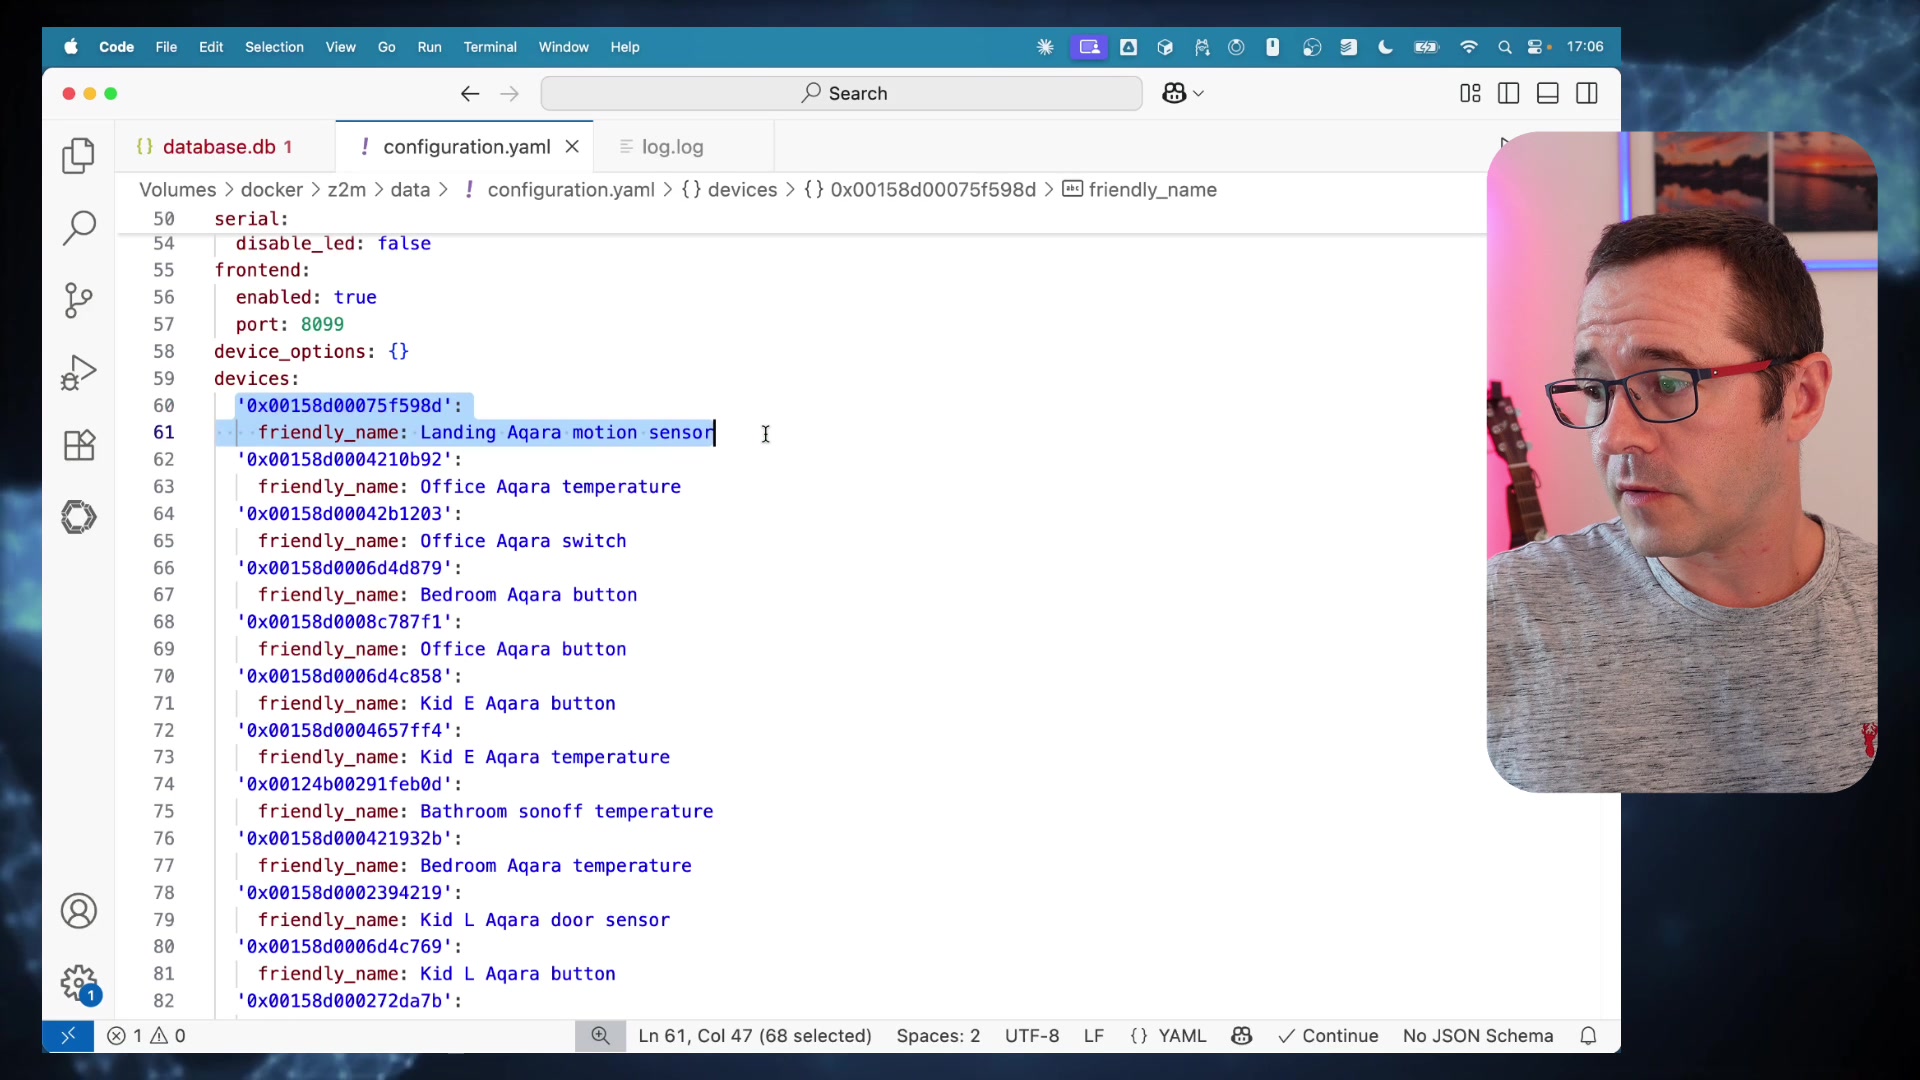 Code File Edit Selection View Go Run Terminal Window Help 17:06
Search
{} database.db 1 ! configuration.yaml log.log
Volumes > docker > z2m > data > ! configuration.yaml > {} devices > {} 0x00158d00075f598d > abc friendly_name
50 serial:
54 disable_led: false
55 frontend:
56 enabled: true
57 port: 8099
58 device_options: {}
59 devices:
60 '0x00158d00075f598d':
61 friendly_name: Landing Aqara motion sensor
62 '0x00158d0004210b92':
63 friendly_name: Office Aqara temperature
64 '0x00158d00042b1203':
65 friendly_name: Office Aqara switch
66 '0x00158d0006d4d879':
67 friendly_name: Bedroom Aqara button
68 '0x00158d0008c787f1':
69 friendly_name: Office Aqara button
70 '0x00158d0006d4c858':
71 friendly_name: Kid E Aqara button
72 '0x00158d0004657ff4':
73 friendly_name: Kid E Aqara temperature
74 '0x00124b00291feb0d':
75 friendly_name: Bathroom sonoff temperature
76 '0x00158d000421932b':
77 friendly_name: Bedroom Aqara temperature
78 '0x00158d0002394219':
79 friendly_name: Kid L Aqara door sensor
80 '0x00158d0006d4c769':
81 friendly_name: Kid L Aqara button
82 '0x00158d000272da7b':
1
1 0 Ln 61, Col 47 (68 selected) Spaces: 2 UTF-8 LF {} YAML Continue No JSON Schema